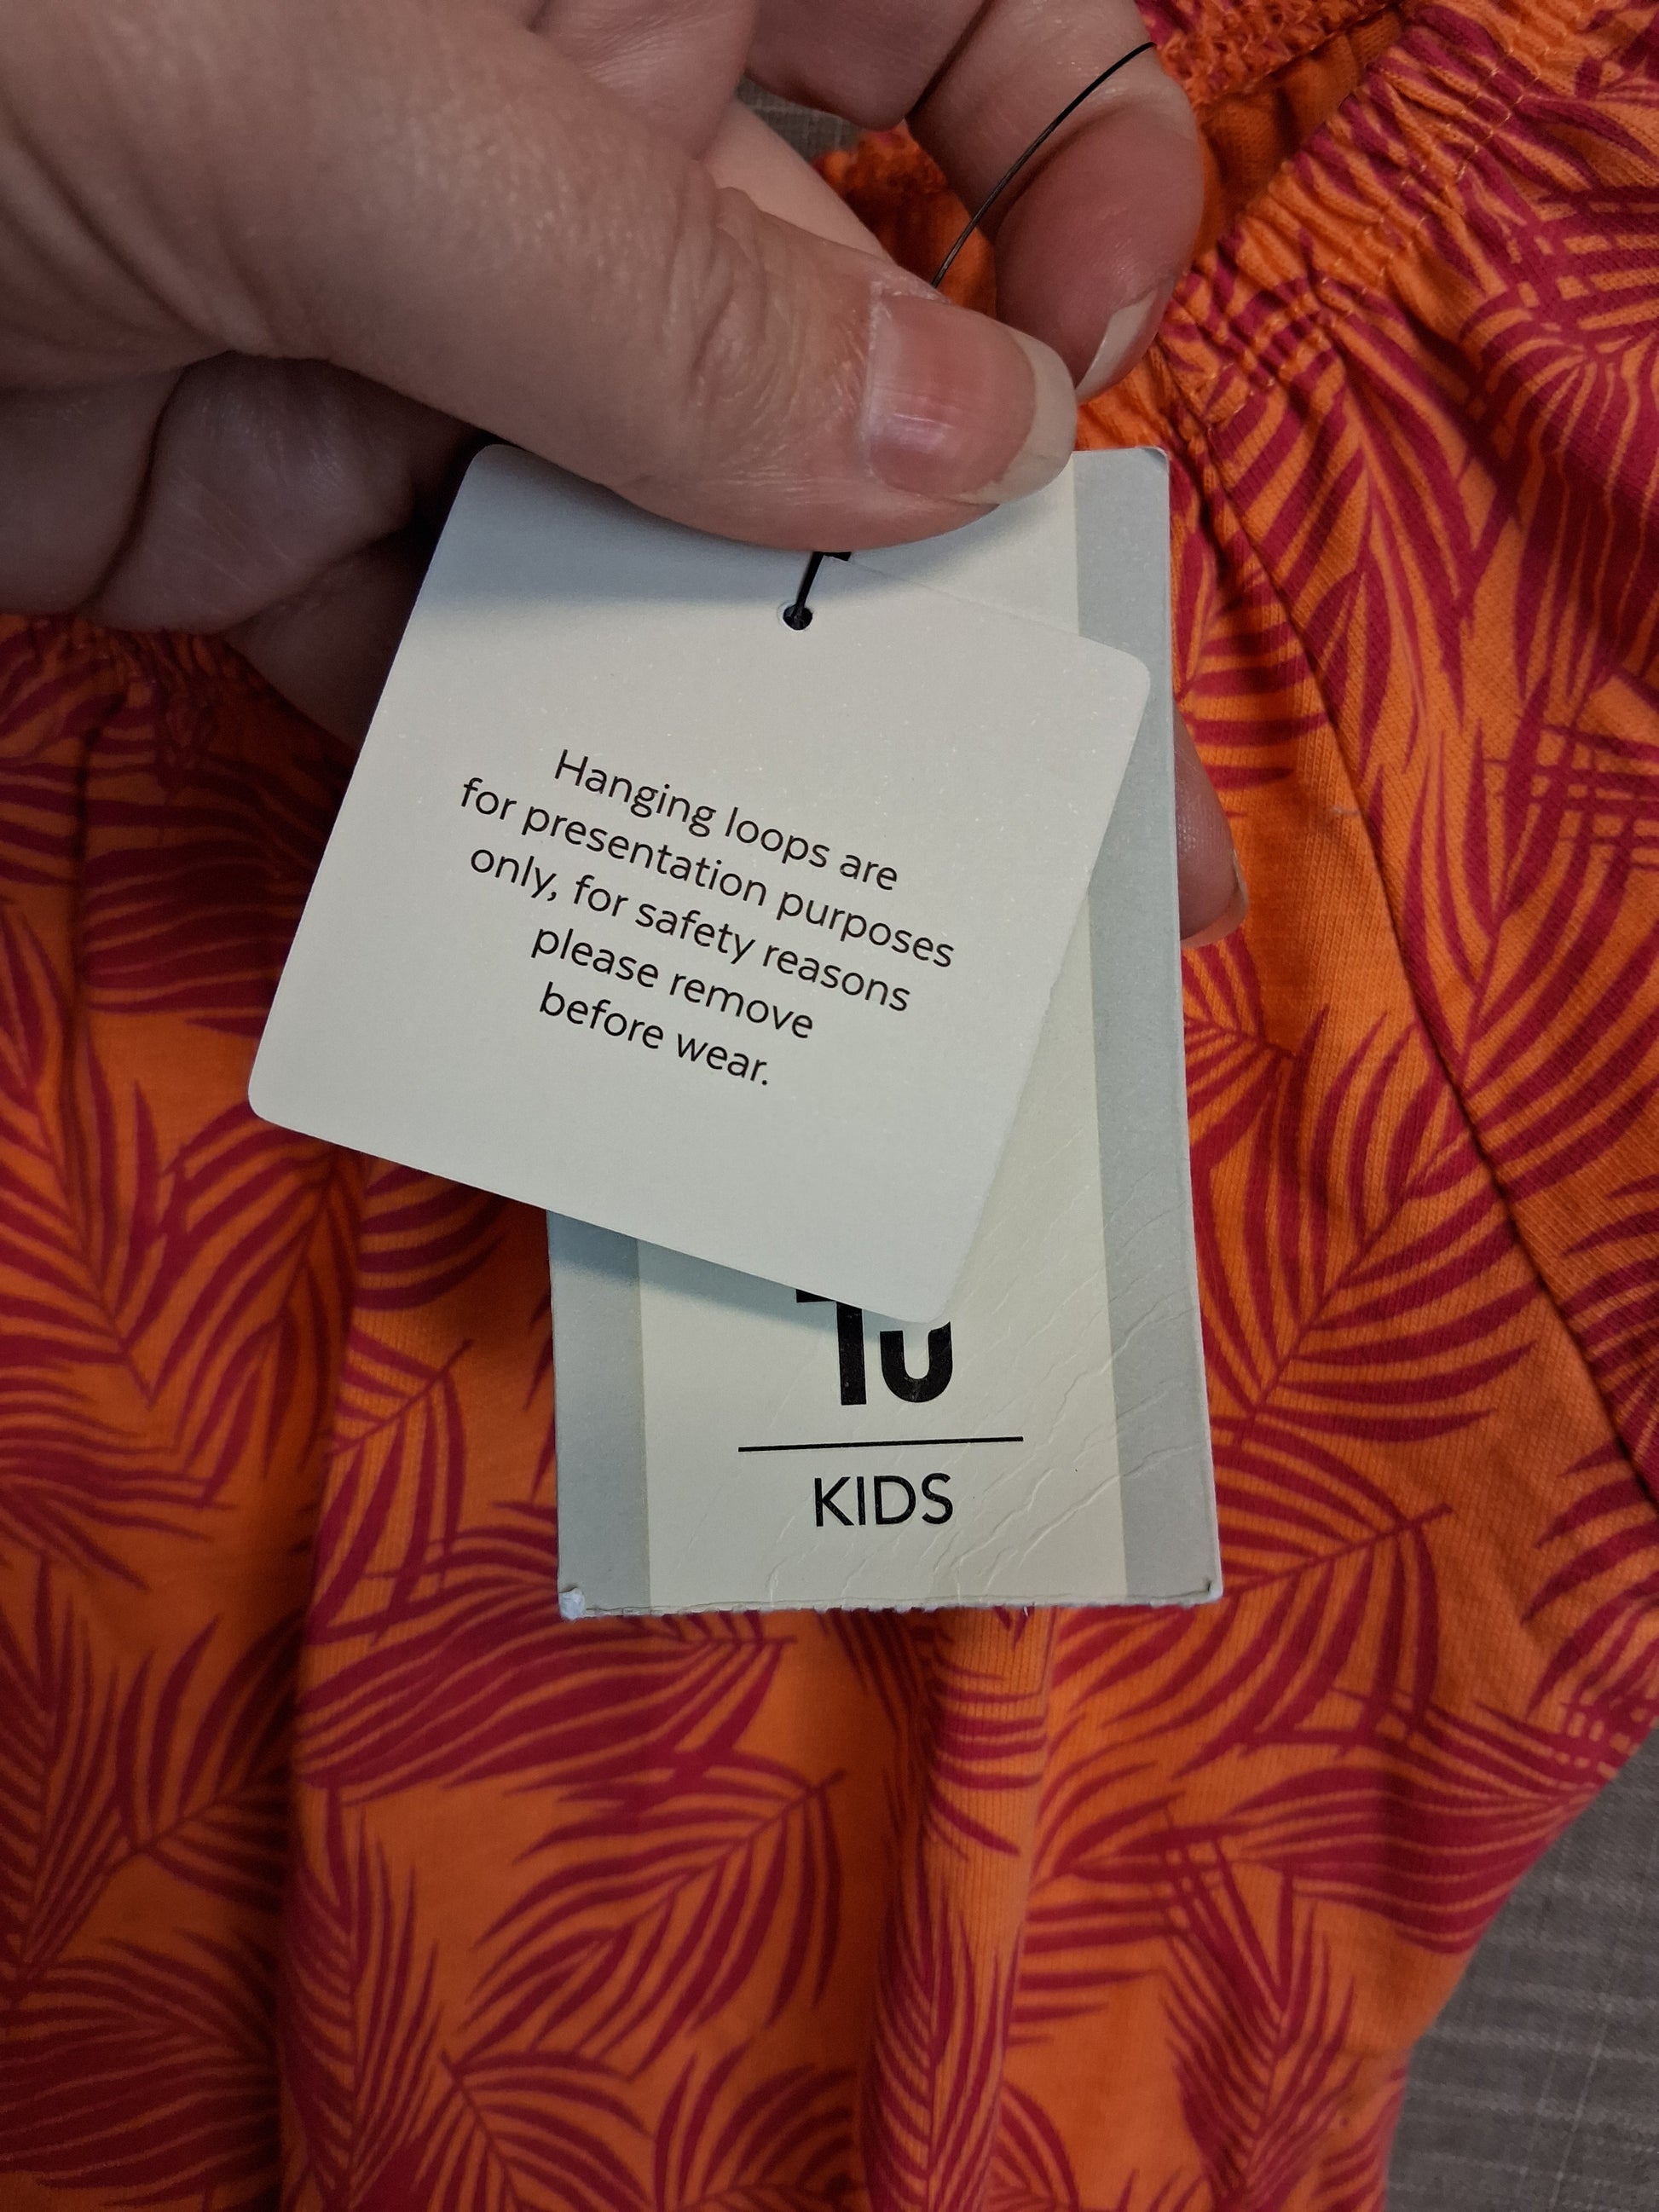 Hanging loops are
for presentation purposes
only, for safety reasons
please remove
before wear.
KIDS